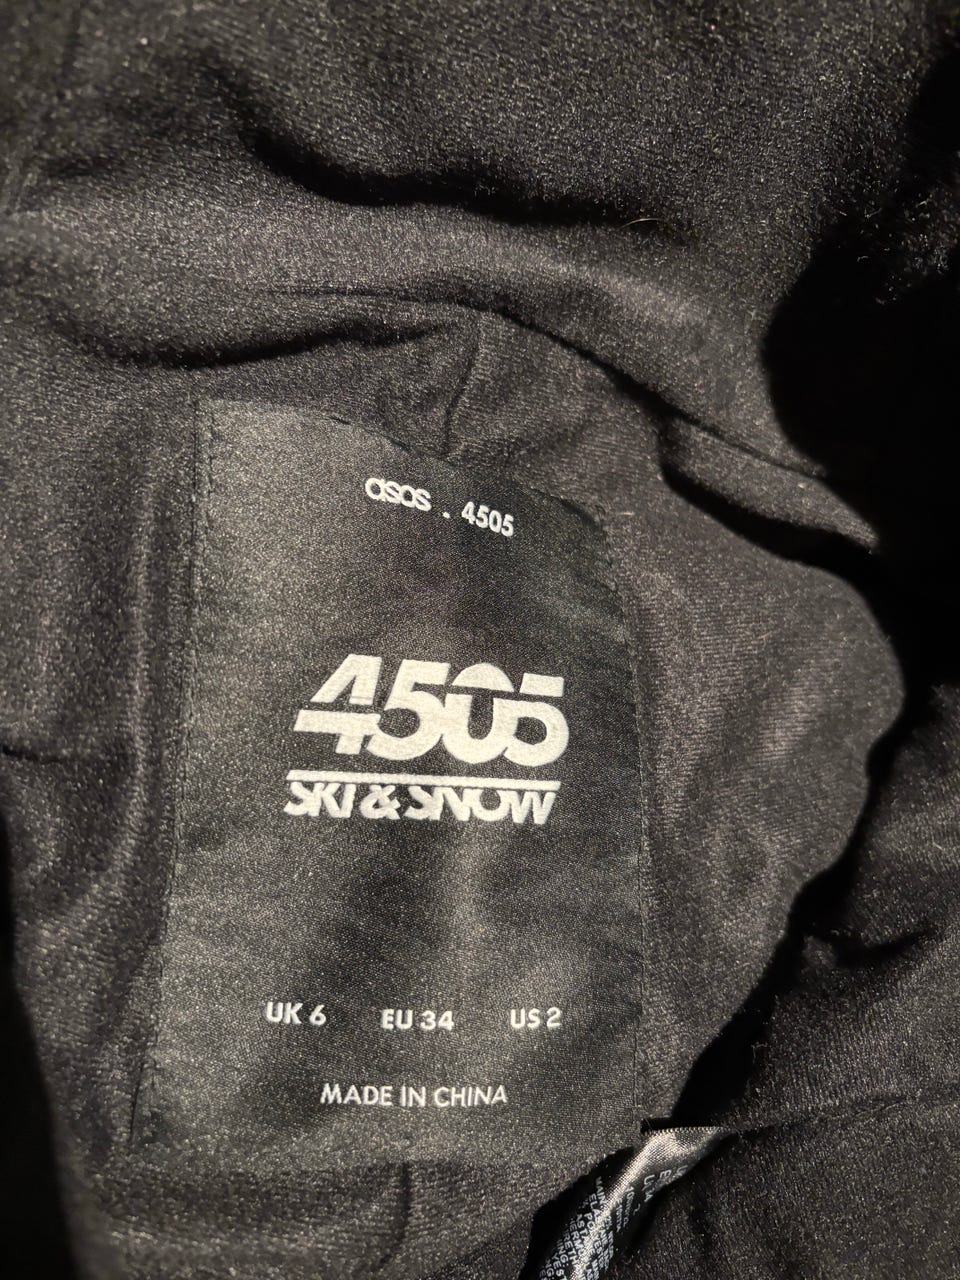 asos . 4505
4505
SKI & SNOW
UK 6 EU 34 US 2
MADE IN CHINA